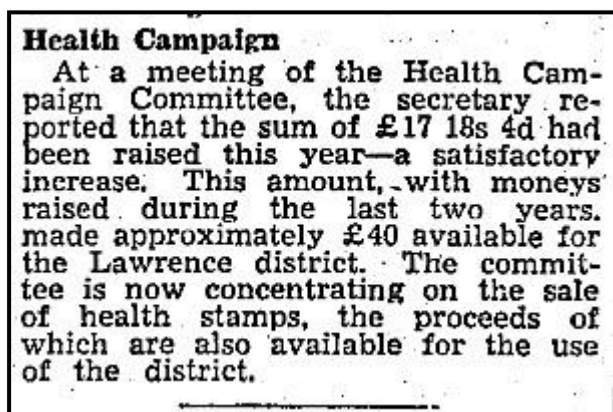 Health Campaign
At a meeting of the Health Cam-
paign Committee, the secretary re-
ported that the sum of £17 18s 4d had
been raised this year—a satisfactory
increase. This amount, with moneys
raised during the last two years.
made approximately £40 available for
the Lawrence district. The commit-
tee is now concentrating on the sale
of health stamps, the proceeds of
which are also available for the use
of the district.